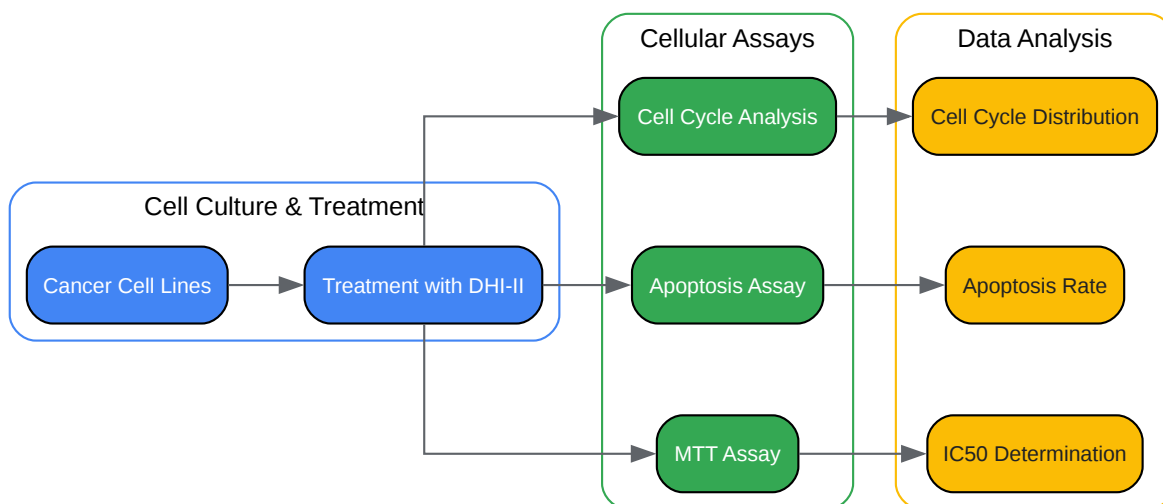 Cellular Assays
Data Analysis
Cell Cycle Analysis
Cell Cycle Distribution
Cell Culture & Treatment
Cancer Cell Lines
Treatment with DHI-II
Apoptosis Assay
Apoptosis Rate
MTT Assay
IC50 Determination